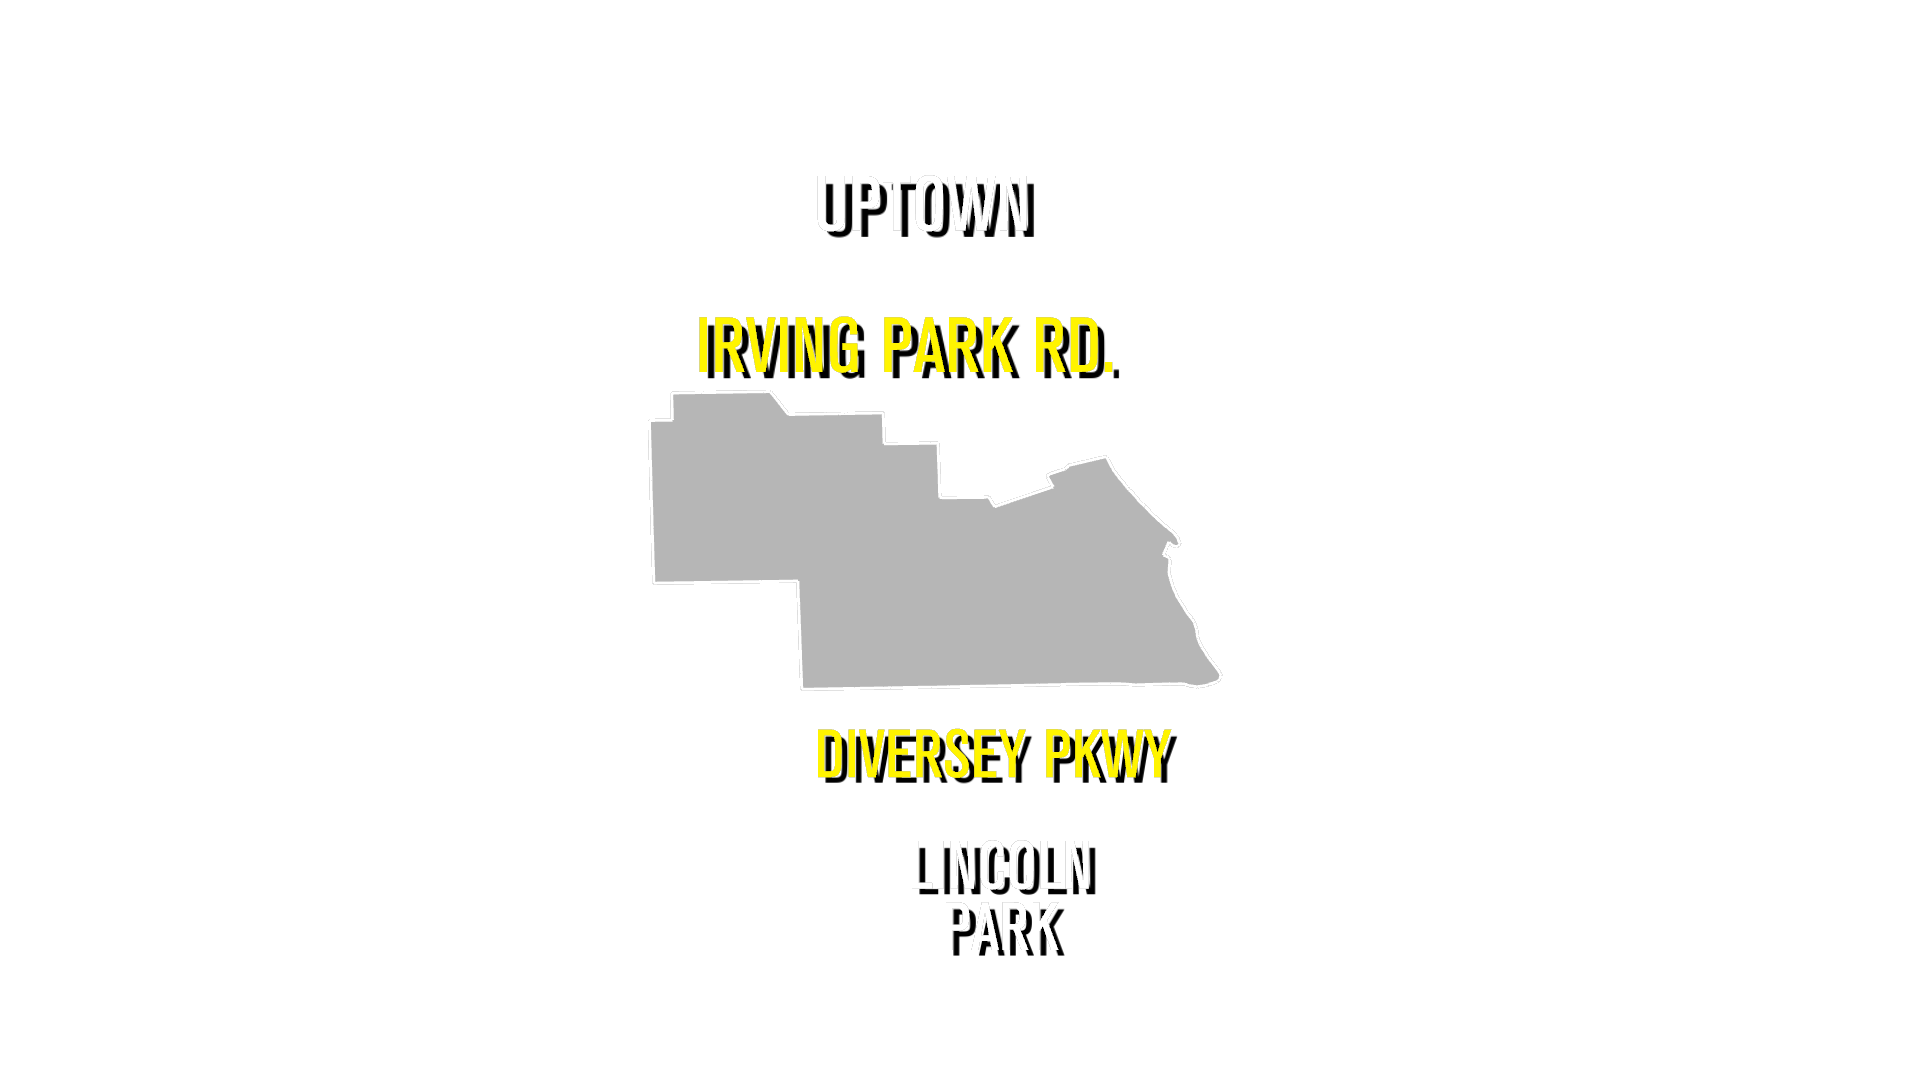 UPTOWN
IRVING PARK RD.
DIVERSEY PKWY
LINCOLN
PARK